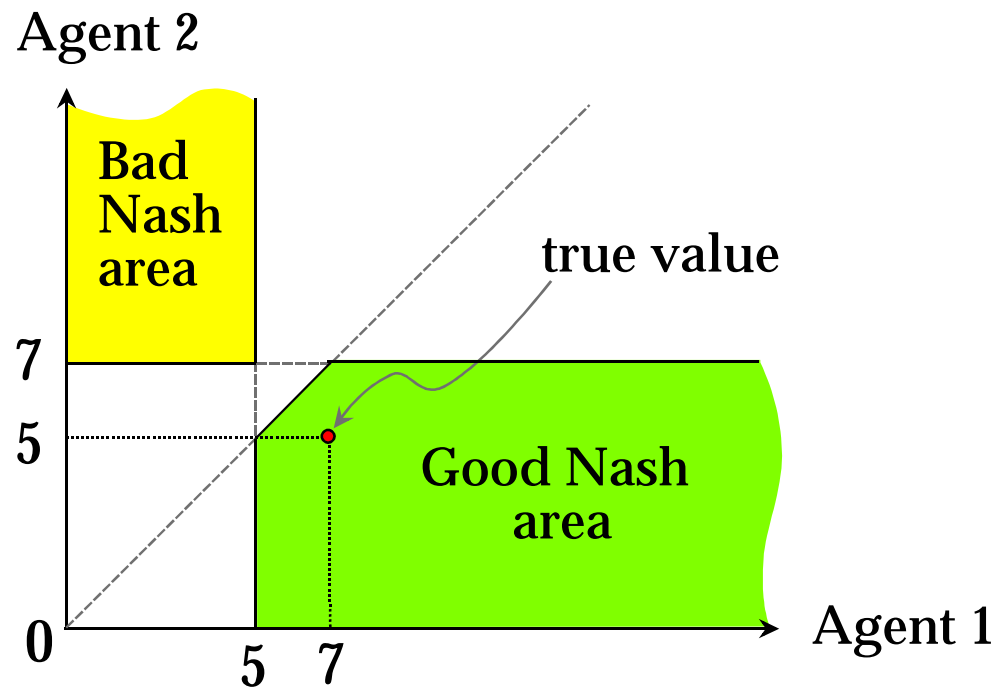 Agent 2
Bad
Nash
area
true value
7
5
Good Nash
area
0
5
7
Agent 1